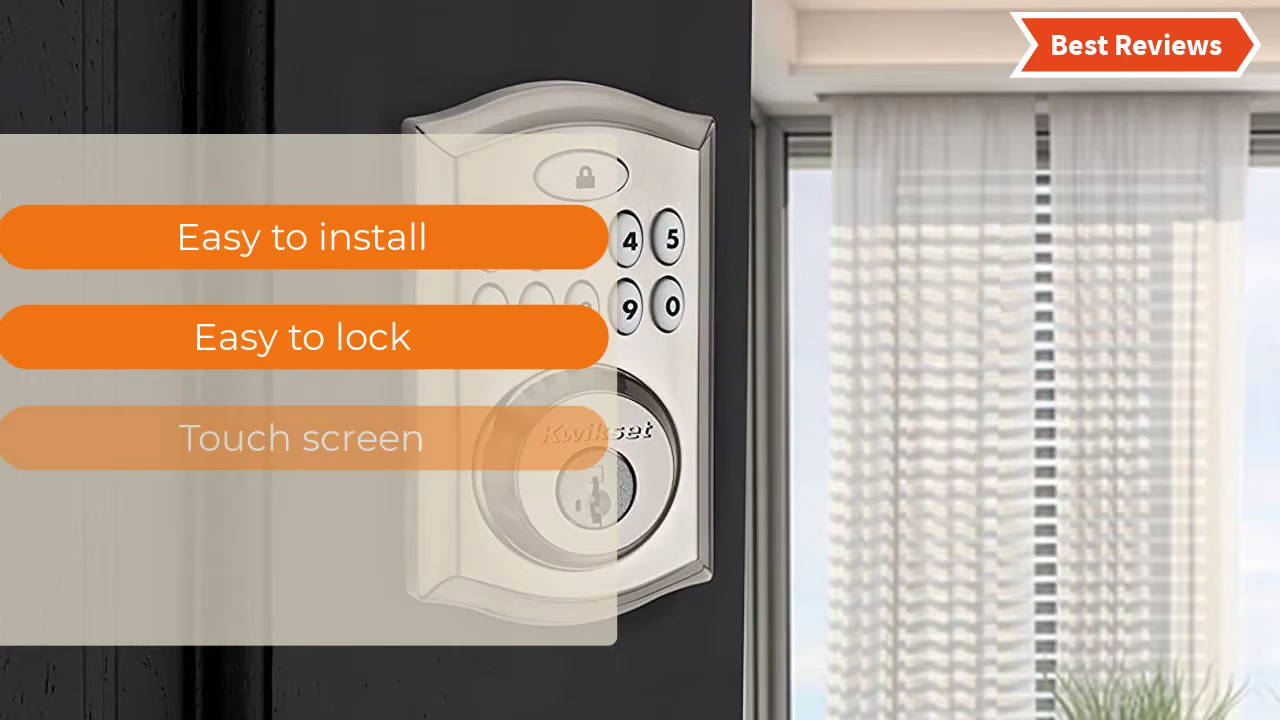 Best Reviews
Easy to install
4 5
Easy to lock
9 0
Touch screen
Kwikset